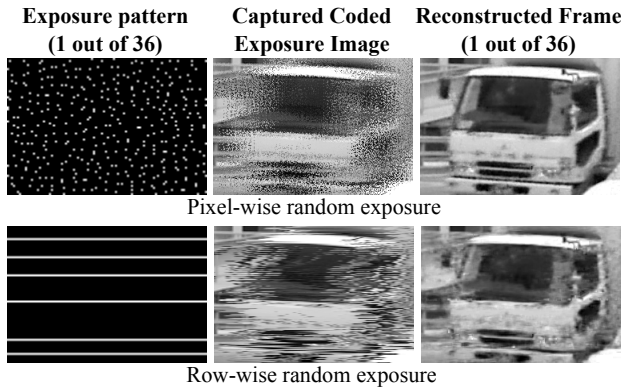 Exposure pattern
(1 out of 36)
Captured Coded
Exposure Image
Reconstructed Frame
(1 out of 36)
Pixel-wise random exposure
Row-wise random exposure